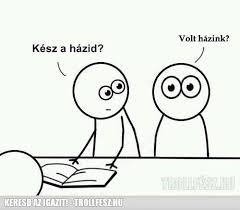 Volt házink?
Kész a házid?
TROLLFESZ.HU
KERESD AZ IGAZIT! - TROLLFESZ.HU